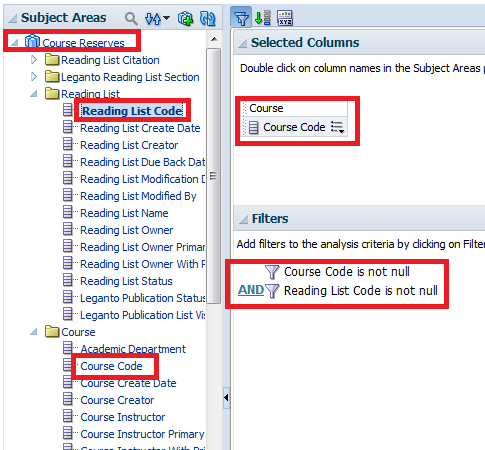 Subject Areas
Course Reserves
Reading List Citation
Leganto Reading List Section
Reading List
Reading List Code
Reading List Create Date
Reading List Creator
Reading List Due Back Dat
Reading List Modification D
Reading List Modified By
Reading List Name
Reading List Owner
Reading List Owner Primar
Reading List Owner With P
Reading List Status
Leganto Publication Status
Leganto Publication List Vis
Course
Academic Department
Course Code
Course Create Date
Course Creator
Course Instructor
Course Instructor Primary
Course Instructor With Pri
XYZ
Selected Columns
Double click on column names in the Subject Areas p
Course
Course Code
Filters
Add filters to the analysis criteria by clicking on Filter
Course Code is not null
AND Reading List Code is not null